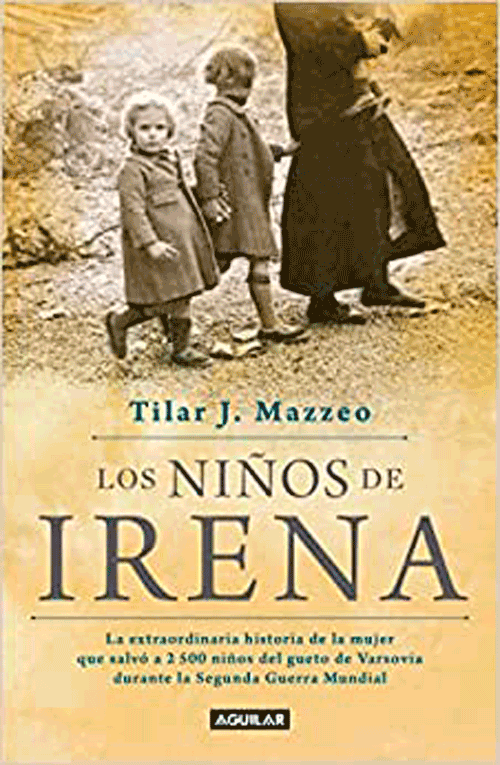 Tilar J. Mazzeo
LOS NIÑOS DE
IRENA
La extraordinaria historia de la mujer
que salvó a 2 500 niños del gueto de Varsovia
durante la Segunda Guerra Mundial
AGUILAR